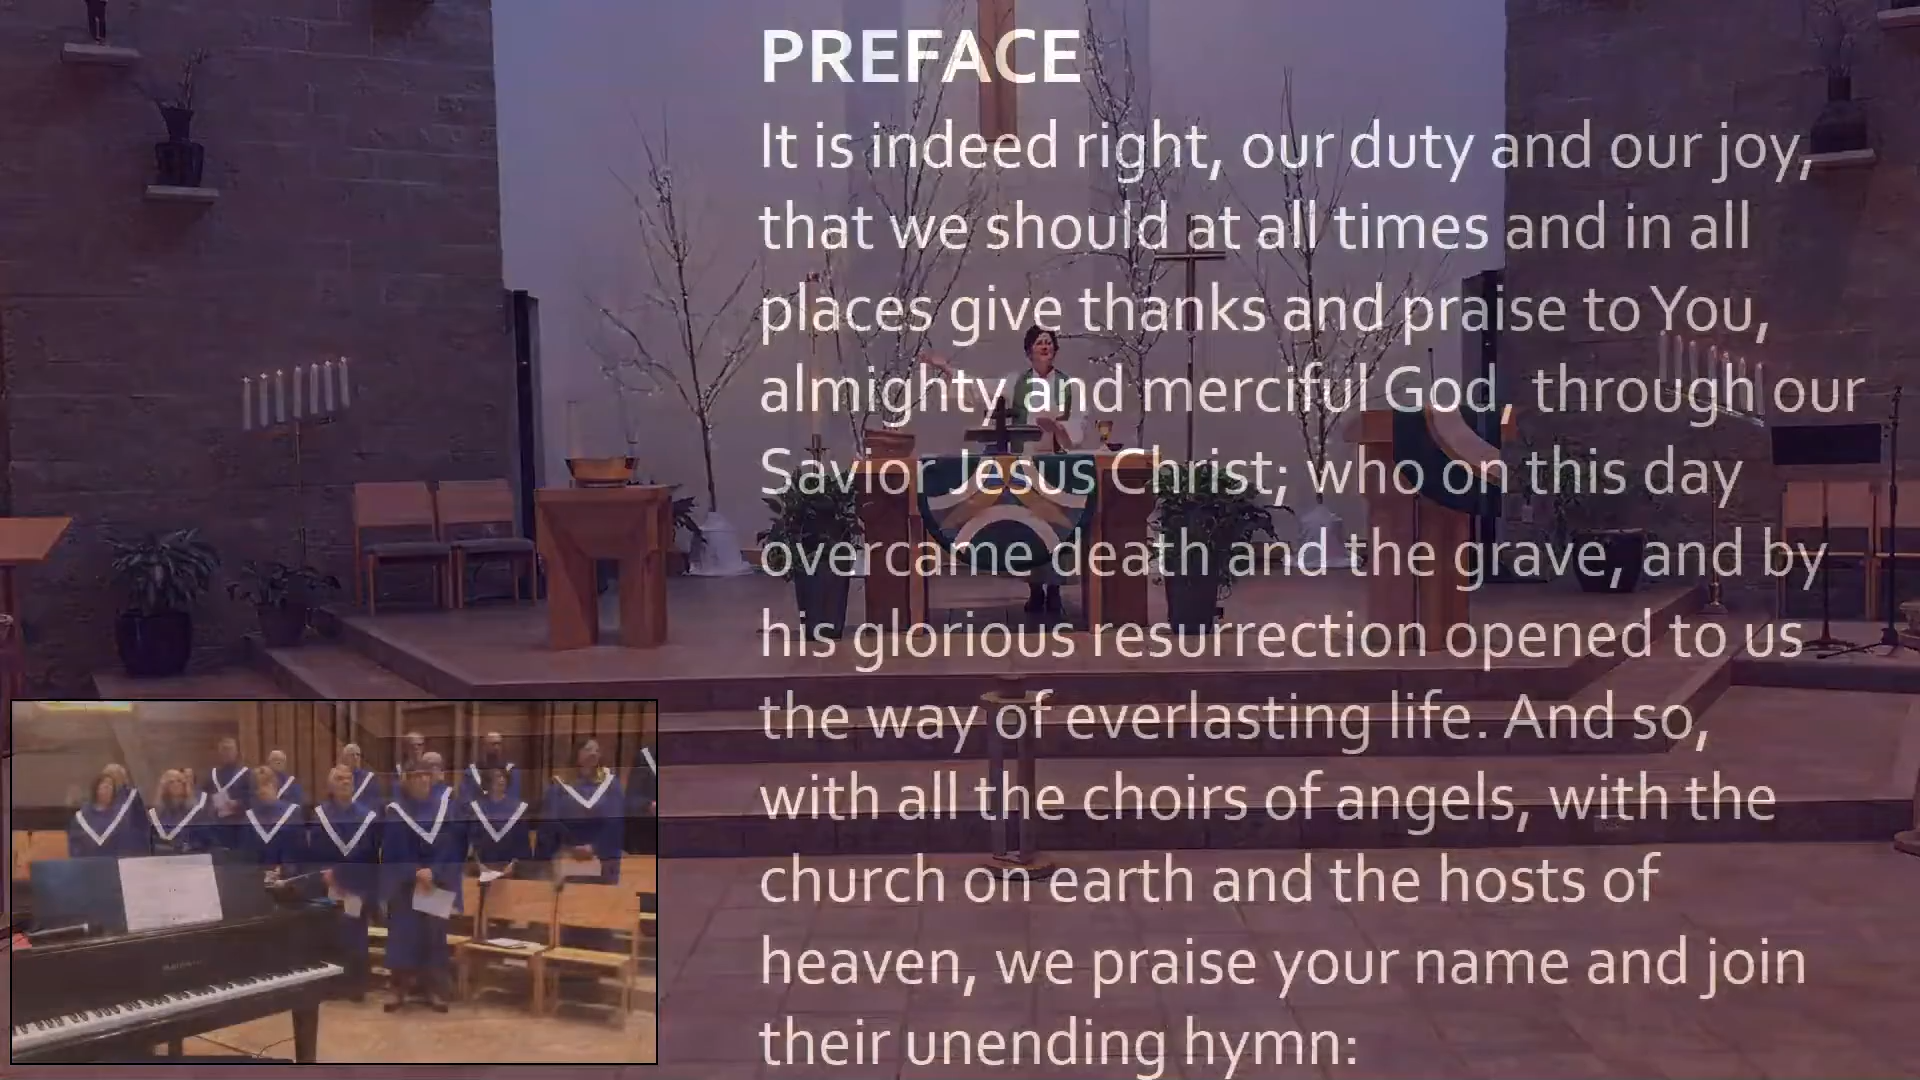 PREFACE
It is indeed right, our duty and our joy,
that we should at all times and in all
places give thanks and praise to You,
almighty and merciful God, through our
Savior Jesus Christ; who on this day
overcame death and the grave, and by
his glorious resurrection opened to us
the way of everlasting life. And so,
with all the choirs of angels, with the
church on earth and the hosts of
heaven, we praise your name and join
their unending hymn: